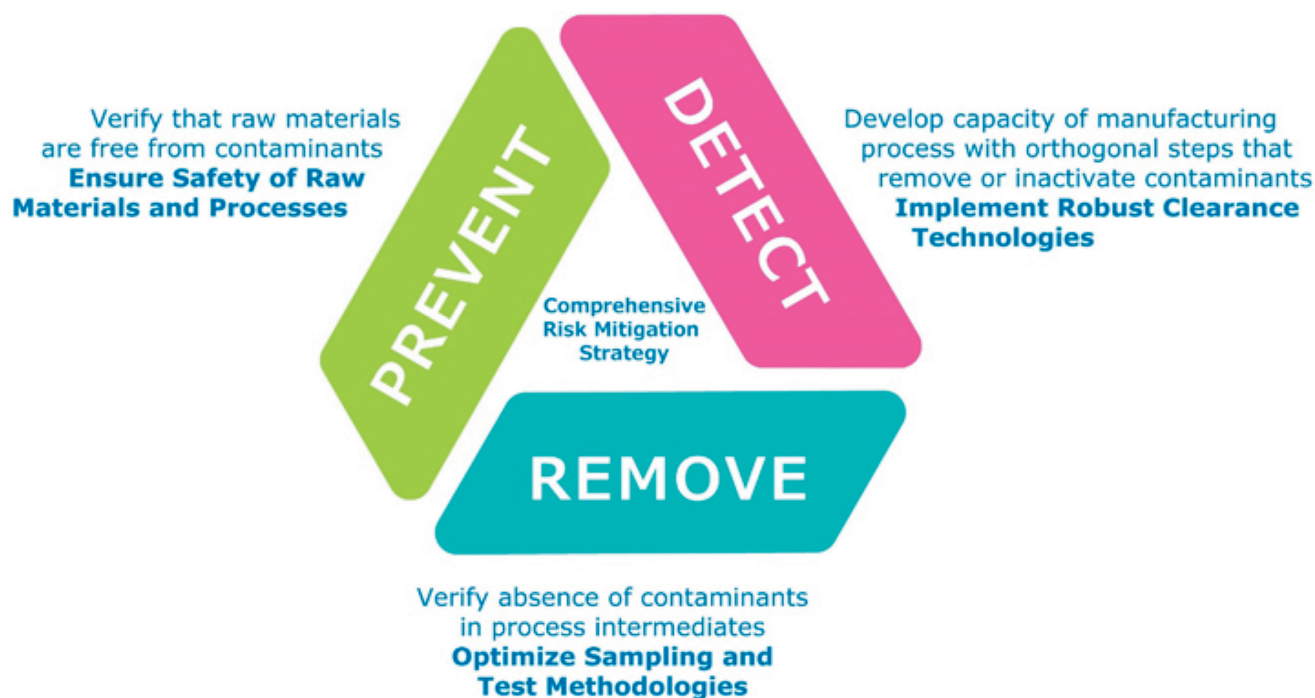 PREVENT
DETECT
REMOVE
Verify that raw materials
are free from contaminants
Ensure Safety of Raw
Materials and Processes
Develop capacity of manufacturing
process with orthogonal steps that
remove or inactivate contaminants
Implement Robust Clearance
Technologies
Comprehensive
Risk Mitigation
Strategy
Verify absence of contaminants
in process intermediates
Optimize Sampling and
Test Methodologies